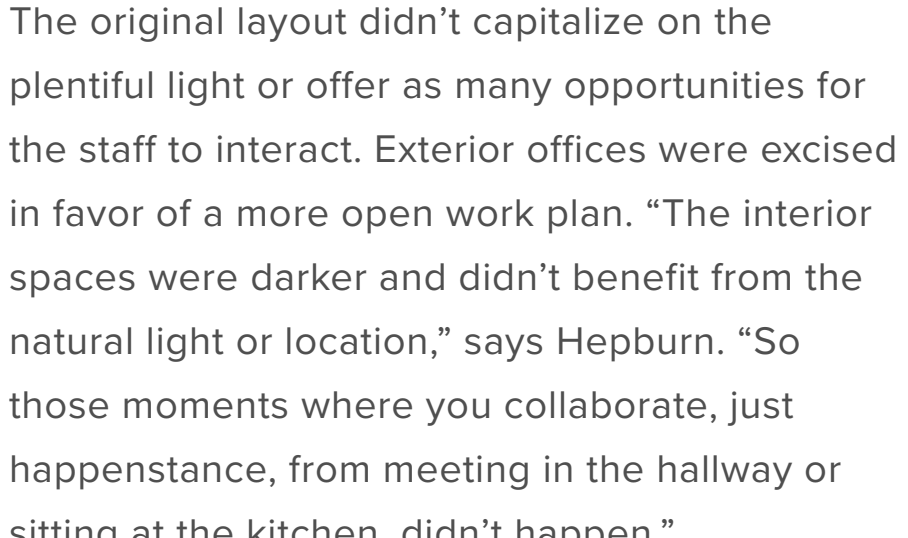 The original layout didn’t capitalize on the
plentiful light or offer as many opportunities for
the staff to interact. Exterior offices were excised
in favor of a more open work plan. “The interior
spaces were darker and didn’t benefit from the
natural light or location,” says Hepburn. “So
those moments where you collaborate, just
happenstance, from meeting in the hallway or
sitting at the kitchen, didn’t happen.”